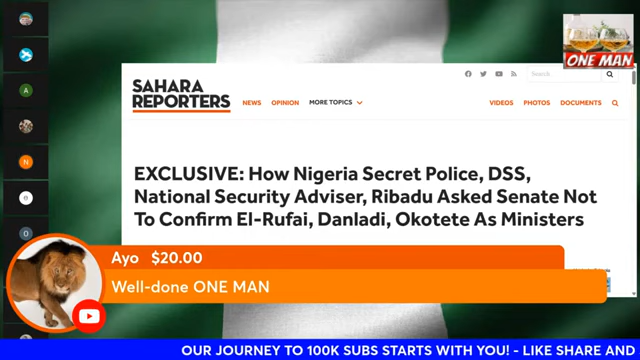 ONE MAN
SAHARA
REPORTERS
NEWS OPINION MORE TOPICS
Search
VIDEOS PHOTOS DOCUMENTS
EXCLUSIVE: How Nigeria Secret Police, DSS,
National Security Adviser, Ribadu Asked Senate Not
To Confirm El-Rufai, Danladi, Okotete As Ministers
A
N
O
Ayo $20.00
Well-done ONE MAN
OUR JOURNEY TO 100K SUBS STARTS WITH YOU! - LIKE SHARE AND